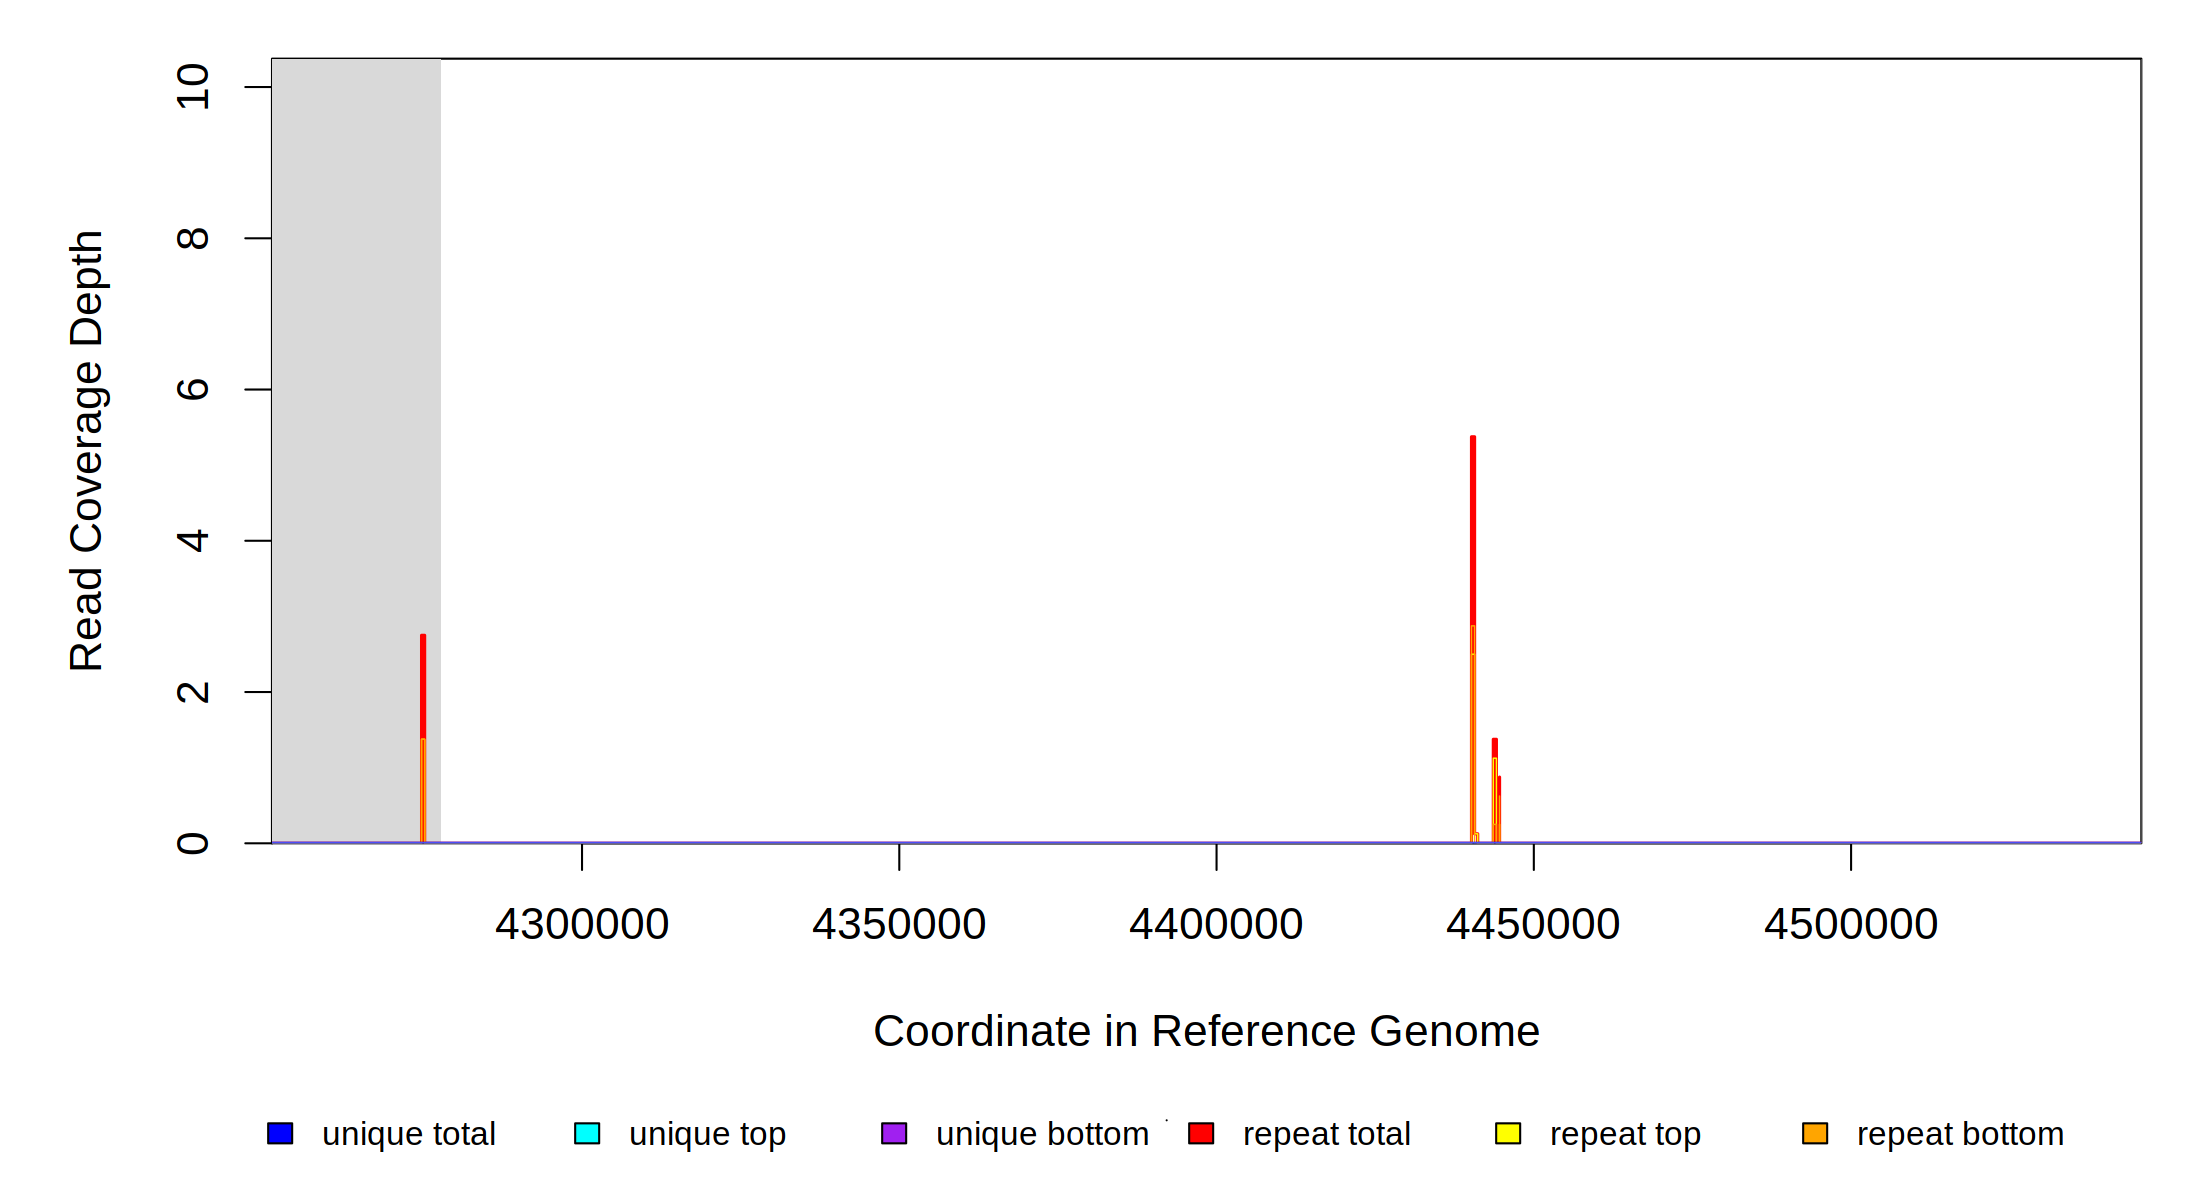 10
8
6
4
2
0
Read Coverage Depth
4300000 4350000 4400000 4450000 4500000
Coordinate in Reference Genome
unique total unique top unique bottom repeat total repeat top repeat bottom